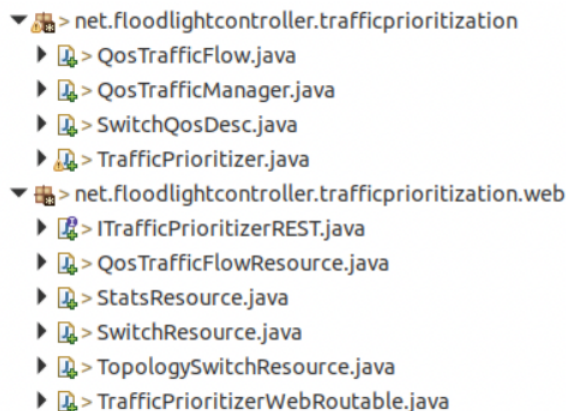 > net.floodlightcontroller.trafficprioritization
> QosTrafficFlow.java
> QosTrafficManager.java
> SwitchQosDesc.java
> TrafficPrioritizer.java
> net.floodlightcontroller.trafficprioritization.web
> ITrafficPrioritizerREST.java
> QosTrafficFlowResource.java
> StatsResource.java
> SwitchResource.java
> TopologySwitchResource.java
> TrafficPrioritizerWebRoutable.java